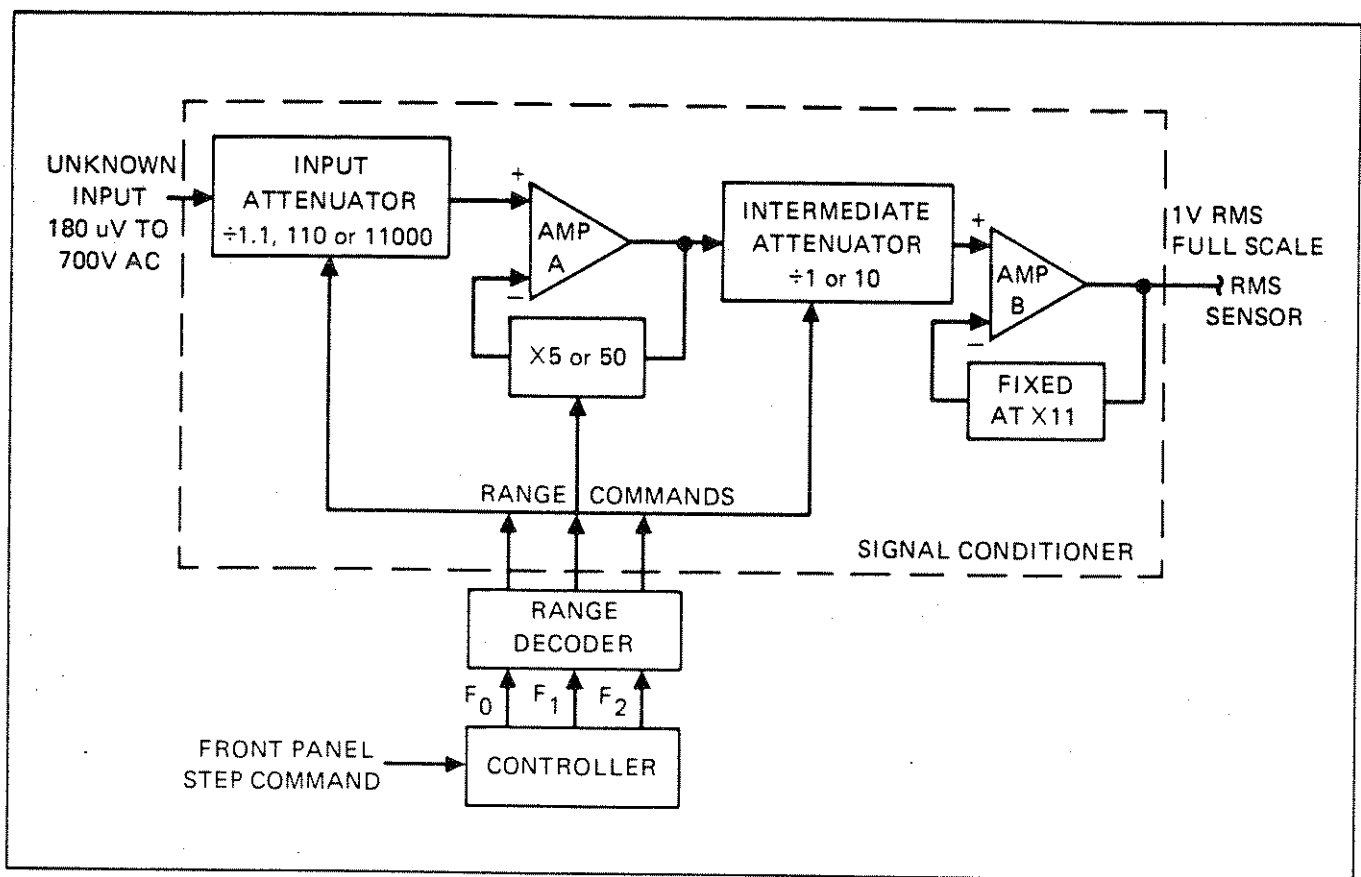 UNKNOWN
INPUT
180 uV TO
700V AC
INPUT
ATTENUATOR
÷1.1, 110 or 11000
+
AMP
A
−
X5 or 50
INTERMEDIATE
ATTENUATOR
÷1 or 10
+
AMP
B
−
FIXED
AT X11
1V RMS
FULL SCALE
RMS
SENSOR
RANGE COMMANDS
SIGNAL CONDITIONER
RANGE
DECODER
F0 F1 F2
FRONT PANEL
STEP COMMAND
CONTROLLER